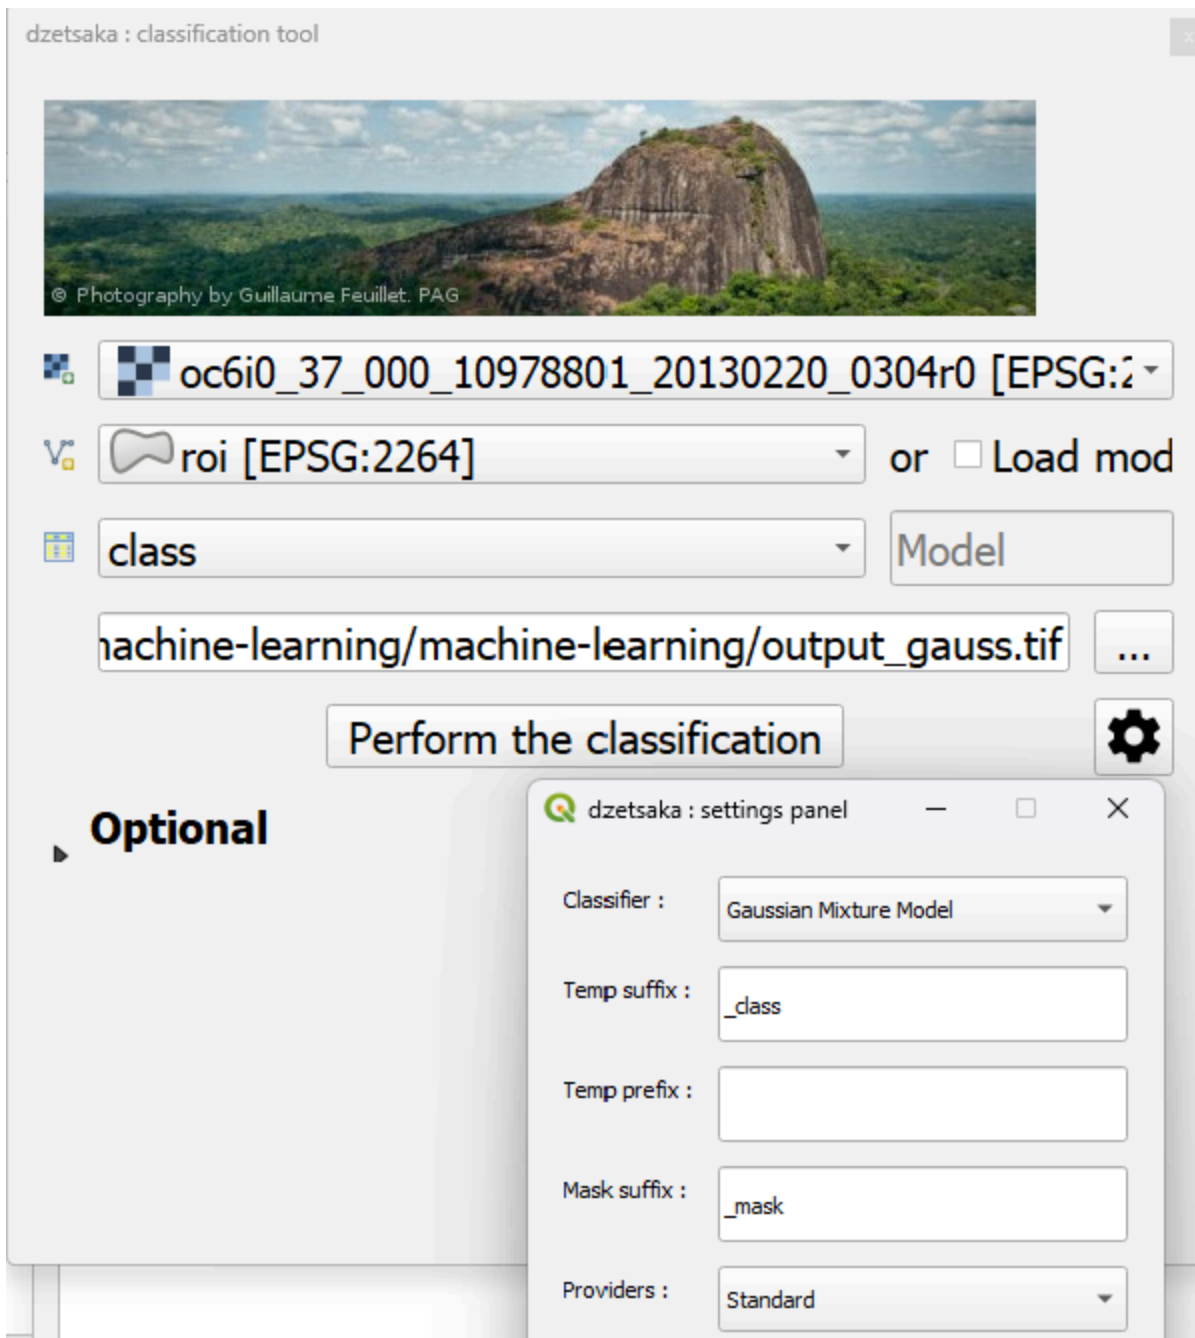 dzetsaka : classification tool
x
© Photography by Guillaume Feuillet. PAG
oc6i0_37_000_10978801_20130220_0304r0 [EPSG:2
roi [EPSG:2264]
or Load mod
class
Model
nachine-learning/machine-learning/output_gauss.tif
...
Perform the classification
Optional
dzetsaka : settings panel
Classifier :
Gaussian Mixture Model
Temp suffix :
_class
Temp prefix :
Mask suffix :
_mask
Providers :
Standard